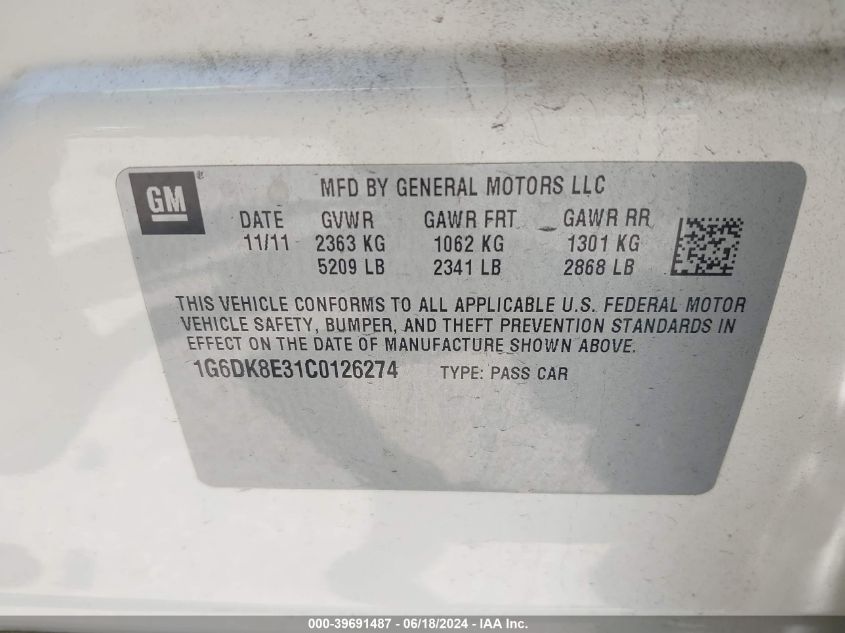 GM ®
MFD BY GENERAL MOTORS LLC
DATE GVWR GAWR FRT GAWR RR
11/11 2363 KG 1062 KG 1301 KG
5209 LB 2341 LB 2868 LB
THIS VEHICLE CONFORMS TO ALL APPLICABLE U.S. FEDERAL MOTOR
VEHICLE SAFETY, BUMPER, AND THEFT PREVENTION STANDARDS IN
EFFECT ON THE DATE OF MANUFACTURE SHOWN ABOVE.
1G6DK8E31C0126274 TYPE: PASS CAR
000-39691487 - 06/18/2024 - IAA Inc.